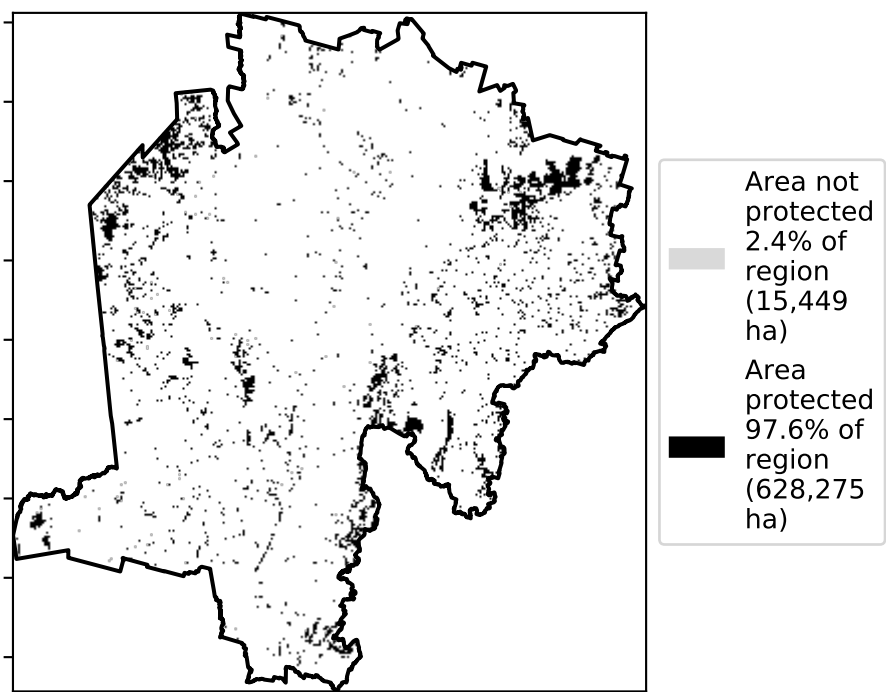 Area not
protected
2.4% of
region
(15,449
ha)
Area
protected
97.6% of
region
(628,275
ha)